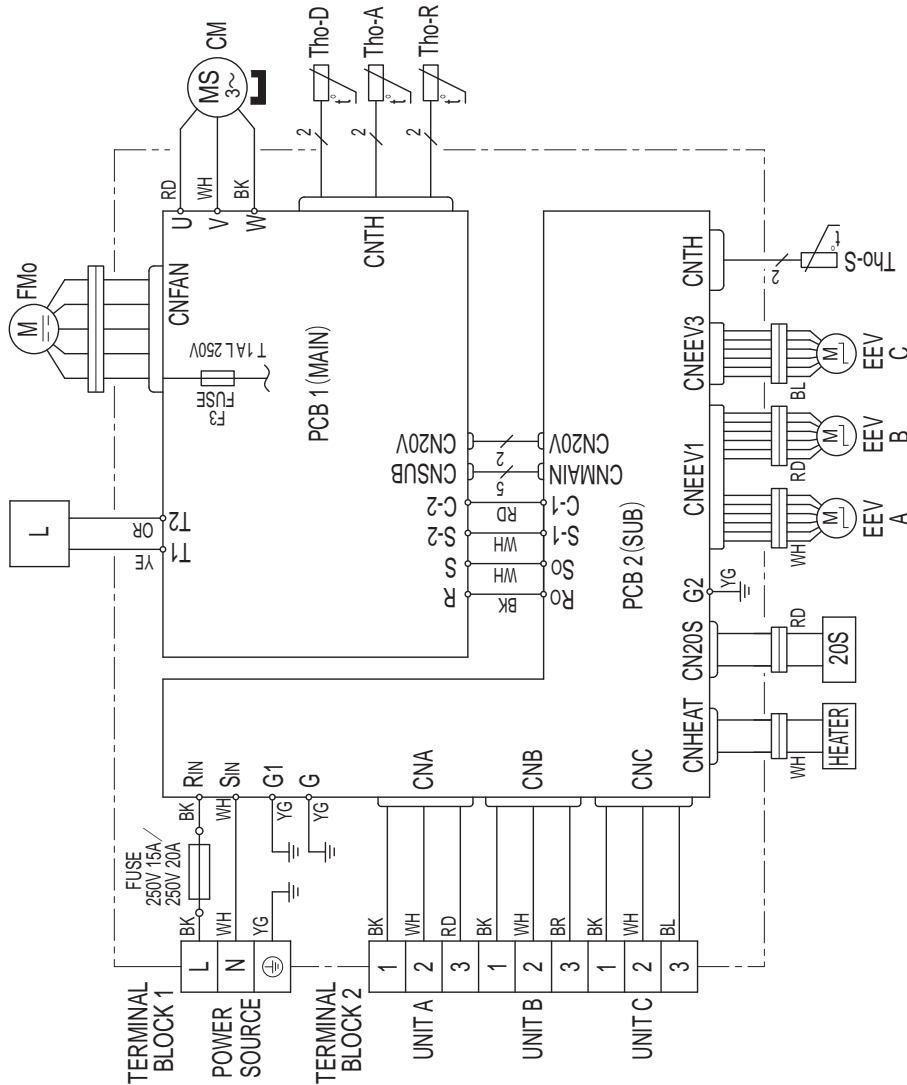 CM
MS
3~
RD
WH
BK
U
V
W
Tho-D
Tho-A
Tho-R
t°
t°
t°
2
2
2
CNTH
FMo
M
CNFAN
T1A L 250V
F3
FUSE
PCB 1 (MAIN)
L
YE
OR
T1
T2
CN20V
CNSUB
C-2
S-2
S
R
2
5
RD
WH
WH
BK
CN20V
CNMAIN
C-1
S-1
SO
RO
PCB 2 (SUB)
CNTH
2
t°
Tho-S
CNEEV3
BL
M
EEV
C
CNEEV1
RD
M
EEV
B
WH
M
EEV
A
G2
YG
CN20S
RD
20S
CNHEAT
WH
HEATER
RIN
SIN
G1
G
BK
WH
YG
YG
FUSE
250V 15A/
250V 20A
BK
WH
YG
L
N
TERMINAL
BLOCK 1
POWER
SOURCE
TERMINAL
BLOCK 2
CNA
BK
WH
RD
1
2
3
UNIT A
CNB
BK
WH
BR
1
2
3
UNIT B
CNC
BK
WH
BL
1
2
3
UNIT C